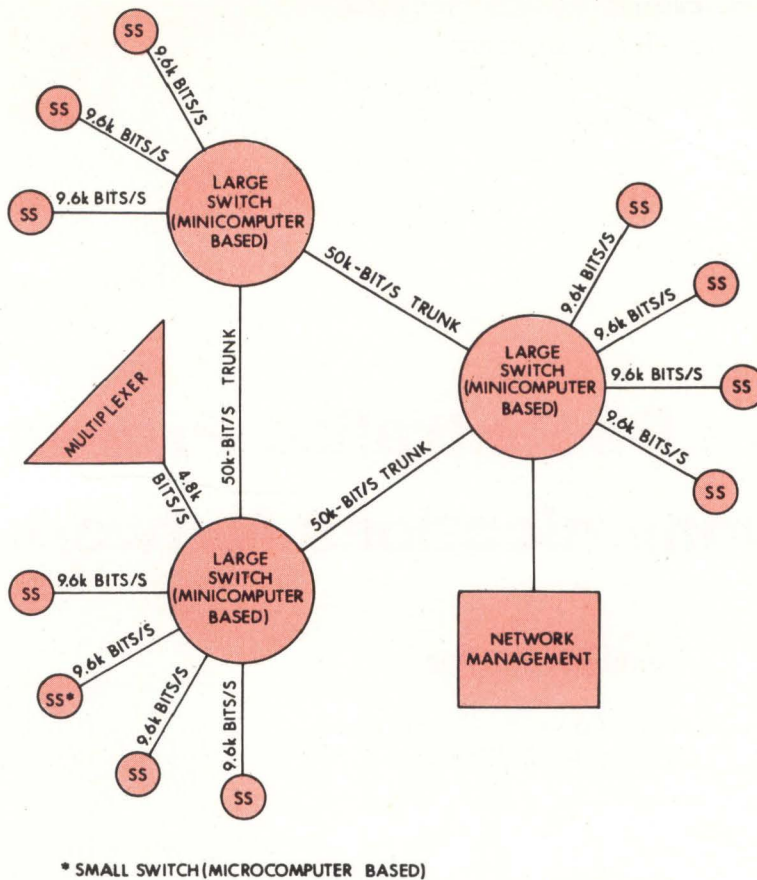 SS
9.6k BITS/S
SS
9.6k BITS/S
SS
9.6k BITS/S
LARGE
SWITCH
(MINICOMPUTER
BASED)
50k-BIT/S TRUNK
50k-BIT/S TRUNK
SS
9.6k BITS/S
SS
9.6k BITS/S
SS
9.6k BITS/S
SS
9.6k BITS/S
LARGE
SWITCH
(MINICOMPUTER
BASED)
MULTIPLEXER
4.8k
BITS/S
50k-BIT/S TRUNK
LARGE
SWITCH
(MINICOMPUTER
BASED)
SS
9.6k BITS/S
SS*
9.6k BITS/S
SS
9.6k BITS/S
SS
9.6k BITS/S
NETWORK
MANAGEMENT
* SMALL SWITCH (MICROCOMPUTER BASED)